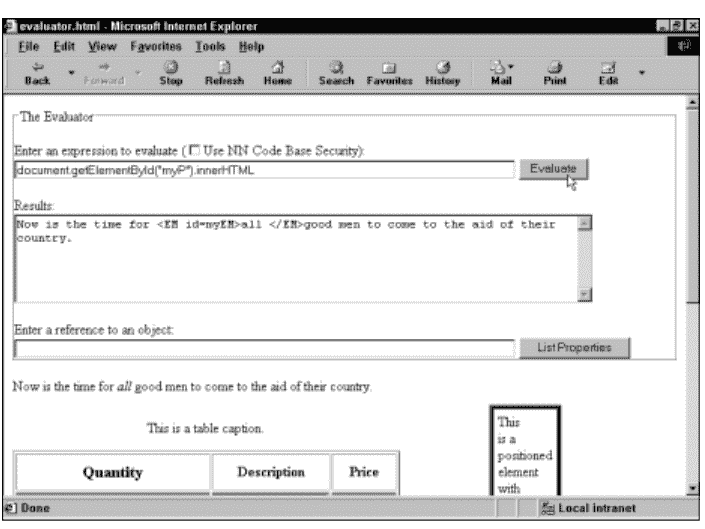 evaluator.html - Microsoft Internet Explorer
File Edit View Favorites Tools Help
Back Forward Stop Refresh Home Search Favorites History Mail Print Edit
The Evaluator
Enter an expression to evaluate ( Use NN Code Base Security):
document.getElementById("myP").innerHTML Evaluate
Results:
Now is the time for <EM id=myEM>all </EM>good men to come to the aid of their
country.
Enter a reference to an object:
List Properties
Now is the time for all good men to come to the aid of their country.
This is a table caption.
Quantity Description Price
This
is a
positioned
element
with
Done Local intranet